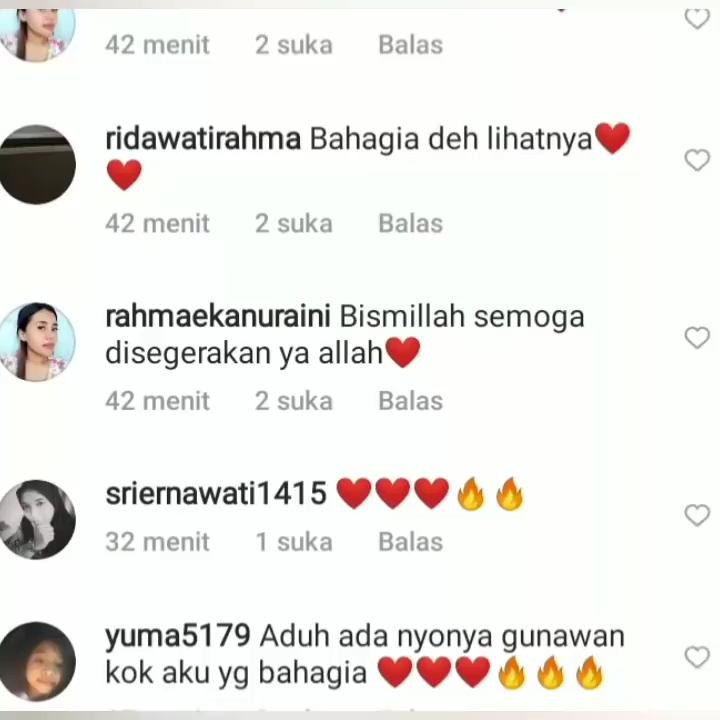 42 menit 2 suka Balas
ridawatirahma Bahagia deh lihatnya❤️
❤️
42 menit 2 suka Balas
rahmaekanuraini Bismillah semoga
disegerakan ya allah❤️
42 menit 2 suka Balas
sriernawati1415 ❤️❤️❤️🔥🔥
32 menit 1 suka Balas
yuma5179 Aduh ada nyonya gunawan
kok aku yg bahagia ❤️❤️❤️🔥🔥🔥